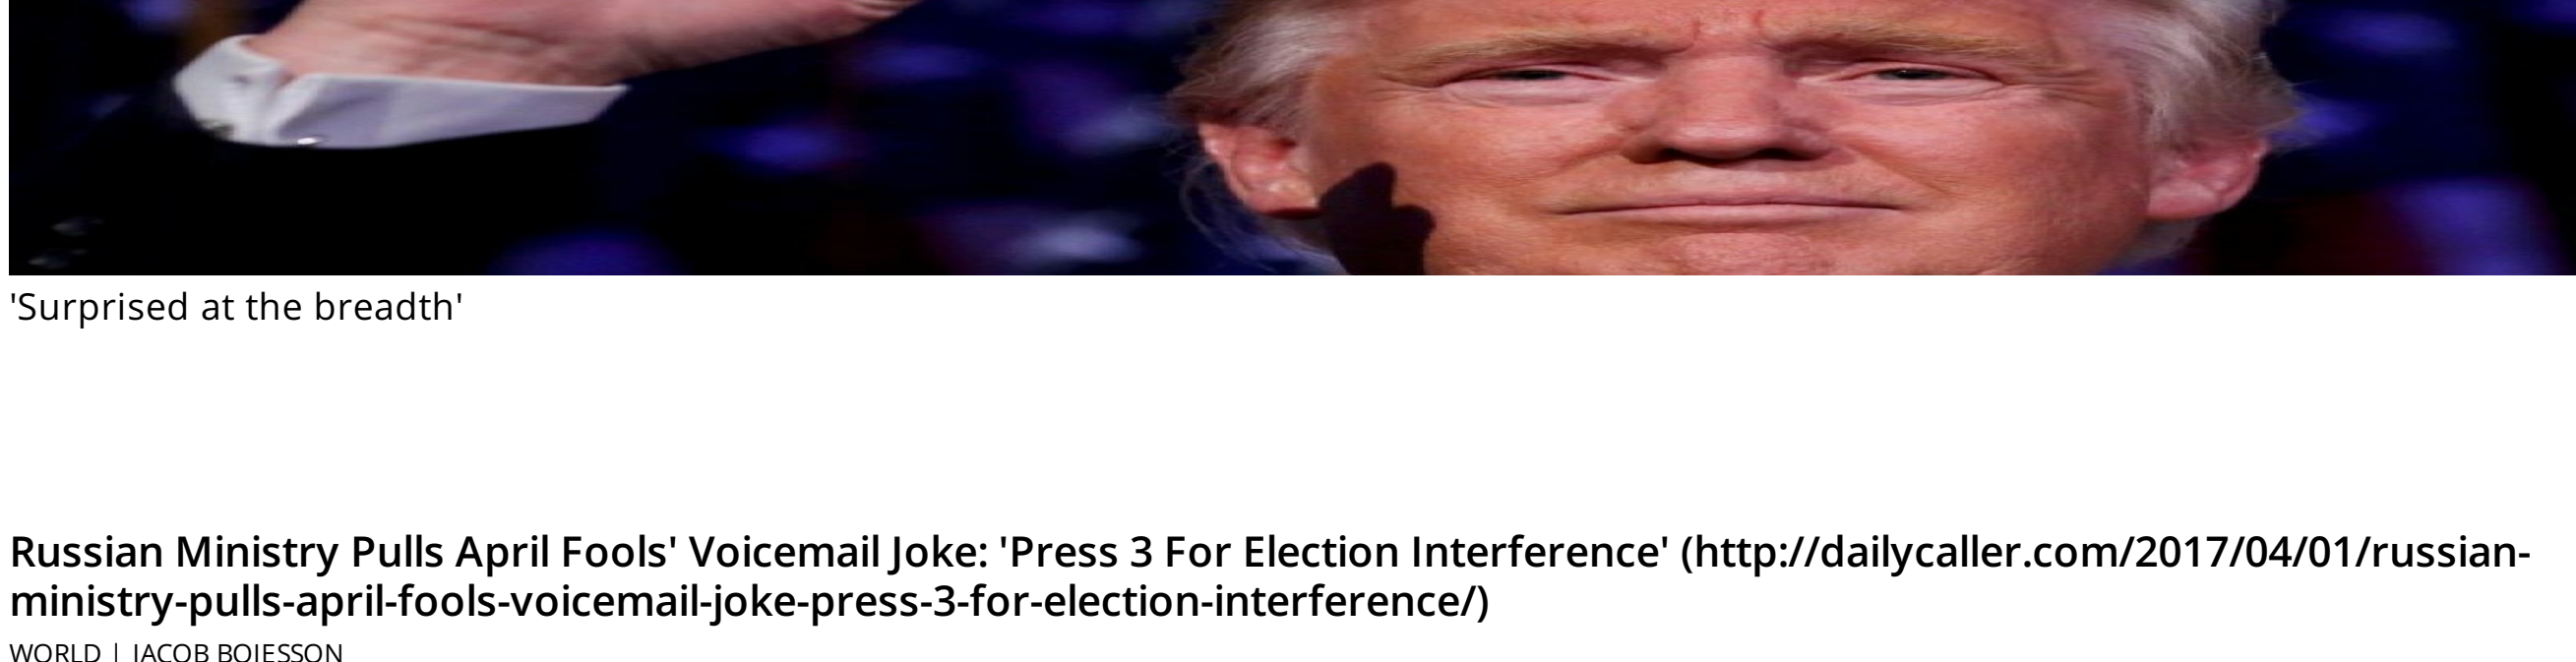 'Surprised at the breadth'
Russian Ministry Pulls April Fools' Voicemail Joke: 'Press 3 For Election Interference' (http://dailycaller.com/2017/04/01/russian-
ministry-pulls-april-fools-voicemail-joke-press-3-for-election-interference/)
WORLD | JACOB BOJESSON